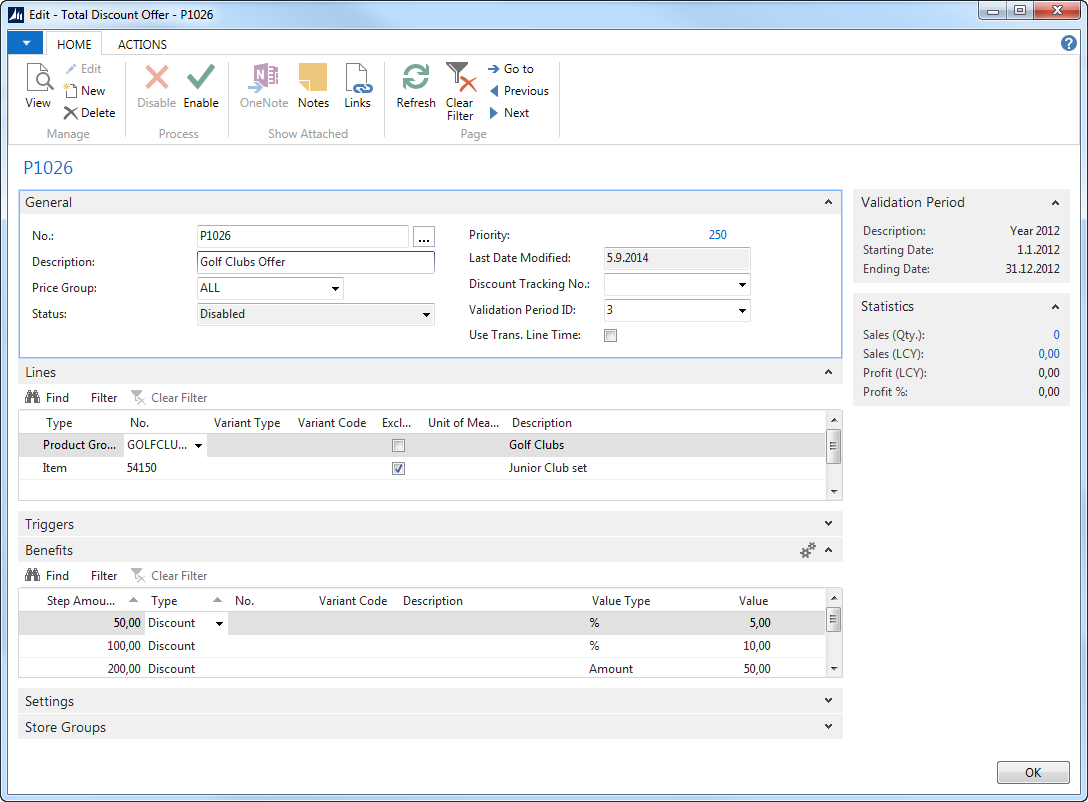 Edit - Total Discount Offer - P1026
HOME ACTIONS
View
Edit
New
Delete
Manage
Disable Enable
Process
OneNote Notes Links
Show Attached
Refresh Clear Filter
Go to
Previous
Next
Page
P1026
General
No.: P1026 ...
Description: Golf Clubs Offer
Price Group: ALL
Status: Disabled
Priority: 250
Last Date Modified: 5.9.2014
Discount Tracking No.:
Validation Period ID: 3
Use Trans. Line Time:
Lines
Find Filter Clear Filter
Type No. Variant Type Variant Code Excl... Unit of Mea... Description
Product Gro... GOLFCLU... Golf Clubs
Item 54150 Junior Club set
Triggers
Benefits
Find Filter Clear Filter
Step Amou... Type No. Variant Code Description Value Type Value
50,00 Discount % 5,00
100,00 Discount % 10,00
200,00 Discount Amount 50,00
Settings
Store Groups
Validation Period
Description: Year 2012
Starting Date: 1.1.2012
Ending Date: 31.12.2012
Statistics
Sales (Qty.): 0
Sales (LCY): 0,00
Profit (LCY): 0,00
Profit %: 0,00
OK